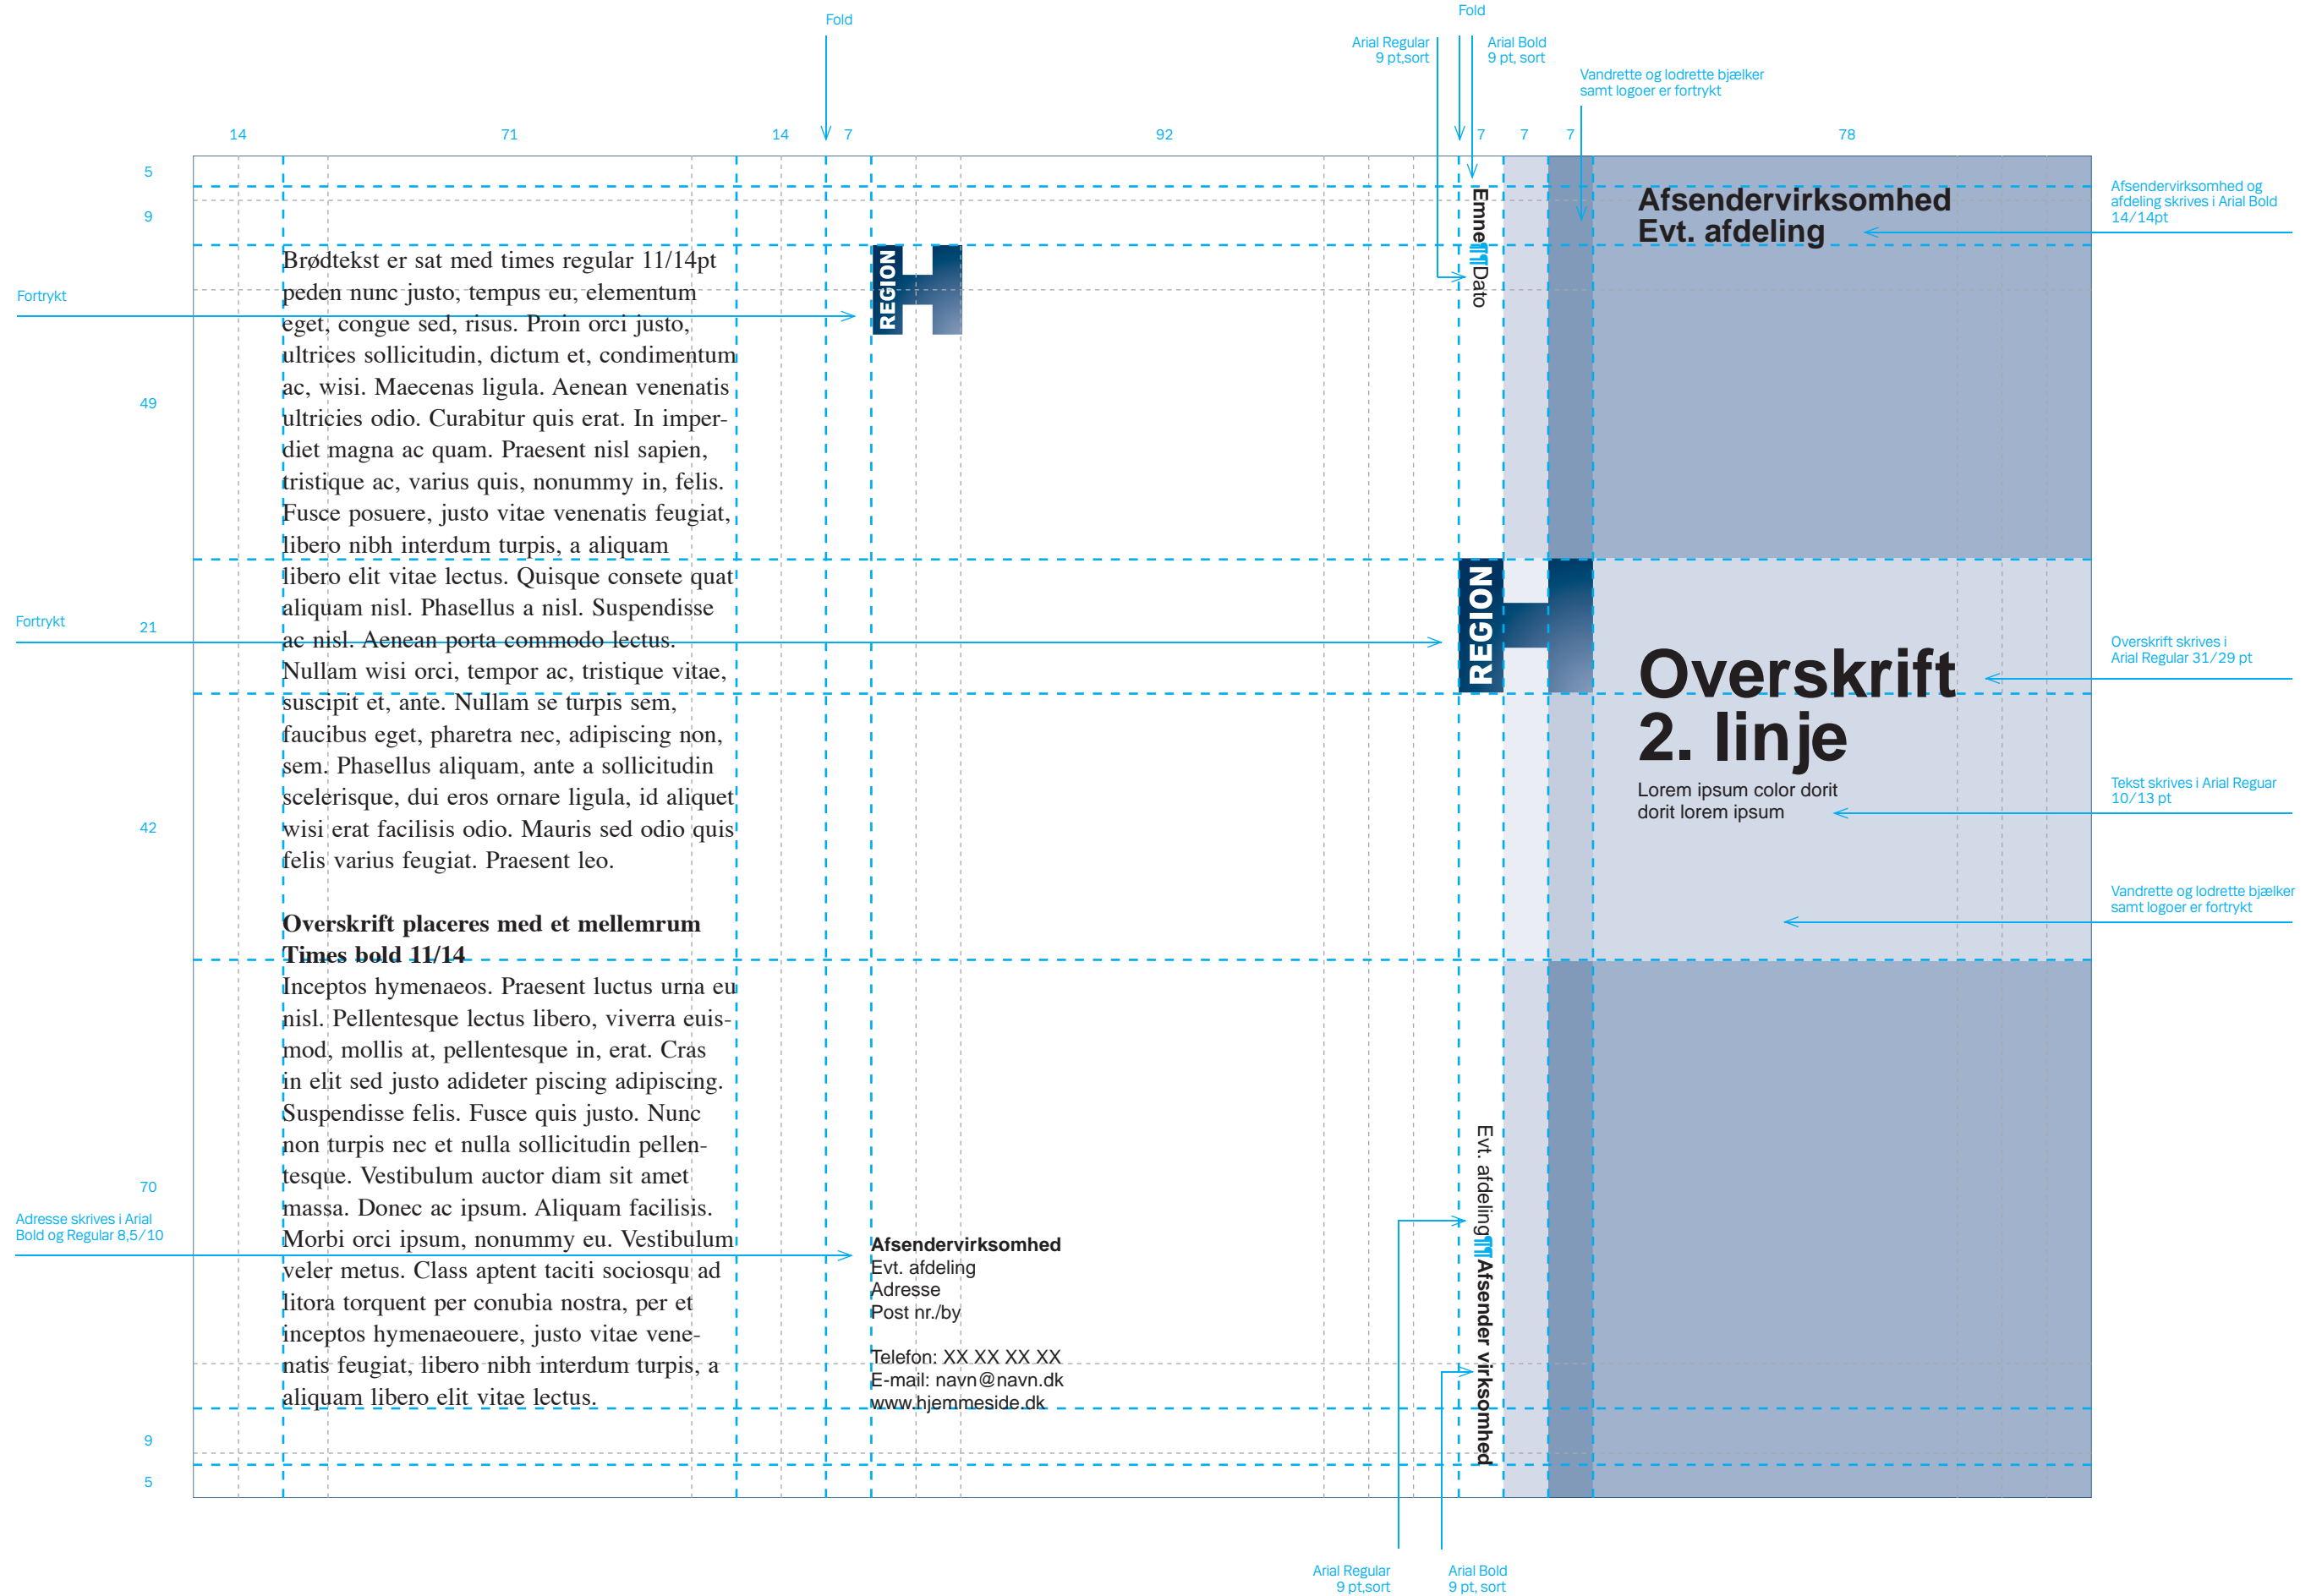 Fold
Fold
Arial Regular
9 pt,sort
Arial Bold
9 pt, sort
Vandrette og lodrette bjælker
samt logoer er fortrykt
14
71
14
7
92
7
7
7
78
5
9
49
21
42
70
9
5
Fortrykt
Fortrykt
Adresse skrives i Arial
Bold og Regular 8,5/10
Brødtekst er sat med times regular 11/14pt
peden nunc justo, tempus eu, elementum
eget, congue sed, risus. Proin orci justo,
ultrices sollicitudin, dictum et, condimentum
ac, wisi. Maecenas ligula. Aenean venenatis
ultricies odio. Curabitur quis erat. In imper-
diet magna ac quam. Praesent nisl sapien,
tristique ac, varius quis, nonummy in, felis.
Fusce posuere, justo vitae venenatis feugiat,
libero nibh interdum turpis, a aliquam
libero elit vitae lectus. Quisque consete quat
aliquam nisl. Phasellus a nisl. Suspendisse
ac nisl. Aenean porta commodo lectus.
Nullam wisi orci, tempor ac, tristique vitae,
suscipit et, ante. Nullam se turpis sem,
faucibus eget, pharetra nec, adipiscing non,
sem. Phasellus aliquam, ante a sollicitudin
scelerisque, dui eros ornare ligula, id aliquet
wisi erat facilisis odio. Mauris sed odio quis
felis varius feugiat. Praesent leo.
Overskrift placeres med et mellemrum
Times bold 11/14
Inceptos hymenaeos. Praesent luctus urna eu
nisl. Pellentesque lectus libero, viverra euis-
mod, mollis at, pellentesque in, erat. Cras
in elit sed justo adideter piscing adipiscing.
Suspendisse felis. Fusce quis justo. Nunc
non turpis nec et nulla sollicitudin pellen-
tesque. Vestibulum auctor diam sit amet
massa. Donec ac ipsum. Aliquam facilisis.
Morbi orci ipsum, nonummy eu. Vestibulum
veler metus. Class aptent taciti sociosqu ad
litora torquent per conubia nostra, per et
inceptos hymenaeouere, justo vitae vene-
natis feugiat, libero nibh interdum turpis, a
aliquam libero elit vitae lectus.
REGION
Afsendervirksomhed
Evt. afdeling
Adresse
Post nr./by
Telefon: XX XX XX XX
E-mail: navn@navn.dk
www.hjemmeside.dk
Emne¶¶Dato
REGION
Evt. afdeling¶¶Afsender virksomhed
Afsendervirksomhed
Evt. afdeling
Overskrift
2. linje
Lorem ipsum color dorit
dorit lorem ipsum
Afsendervirksomhed og
afdeling skrives i Arial Bold
14/14pt
Overskrift skrives i
Arial Regular 31/29 pt
Tekst skrives i Arial Reguar
10/13 pt
Vandrette og lodrette bjælker
samt logoer er fortrykt
Arial Regular
9 pt,sort
Arial Bold
9 pt, sort